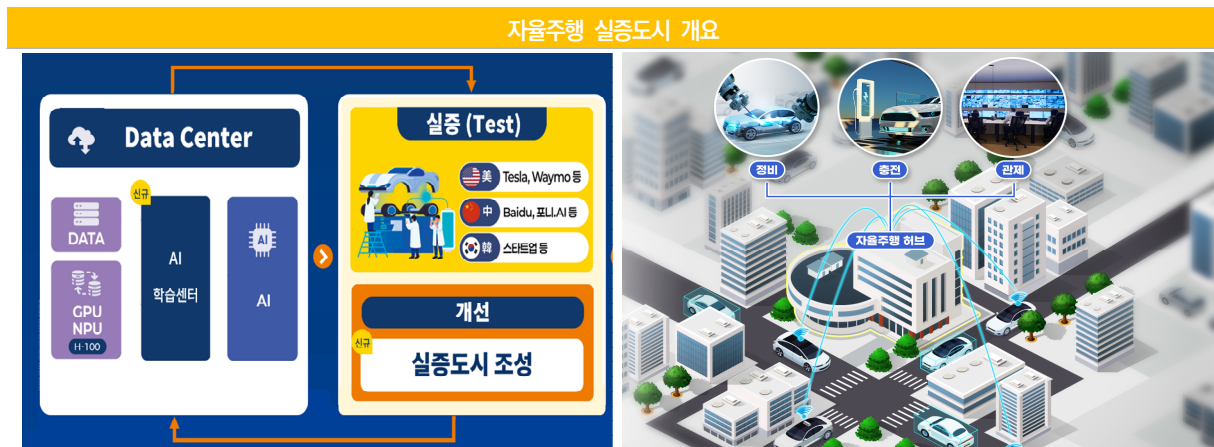 자율주행 실증도시 개요
Data Center
신규
DATA
GPU
NPU
H-100
AI
학습센터
AI
AI
실증 (Test)
美 Tesla, Waymo 등
中 Baidu, 포니.AI 등
韓 스타트업 등
개선
신규
실증도시 조성
정비
충전
관제
자율주행 허브